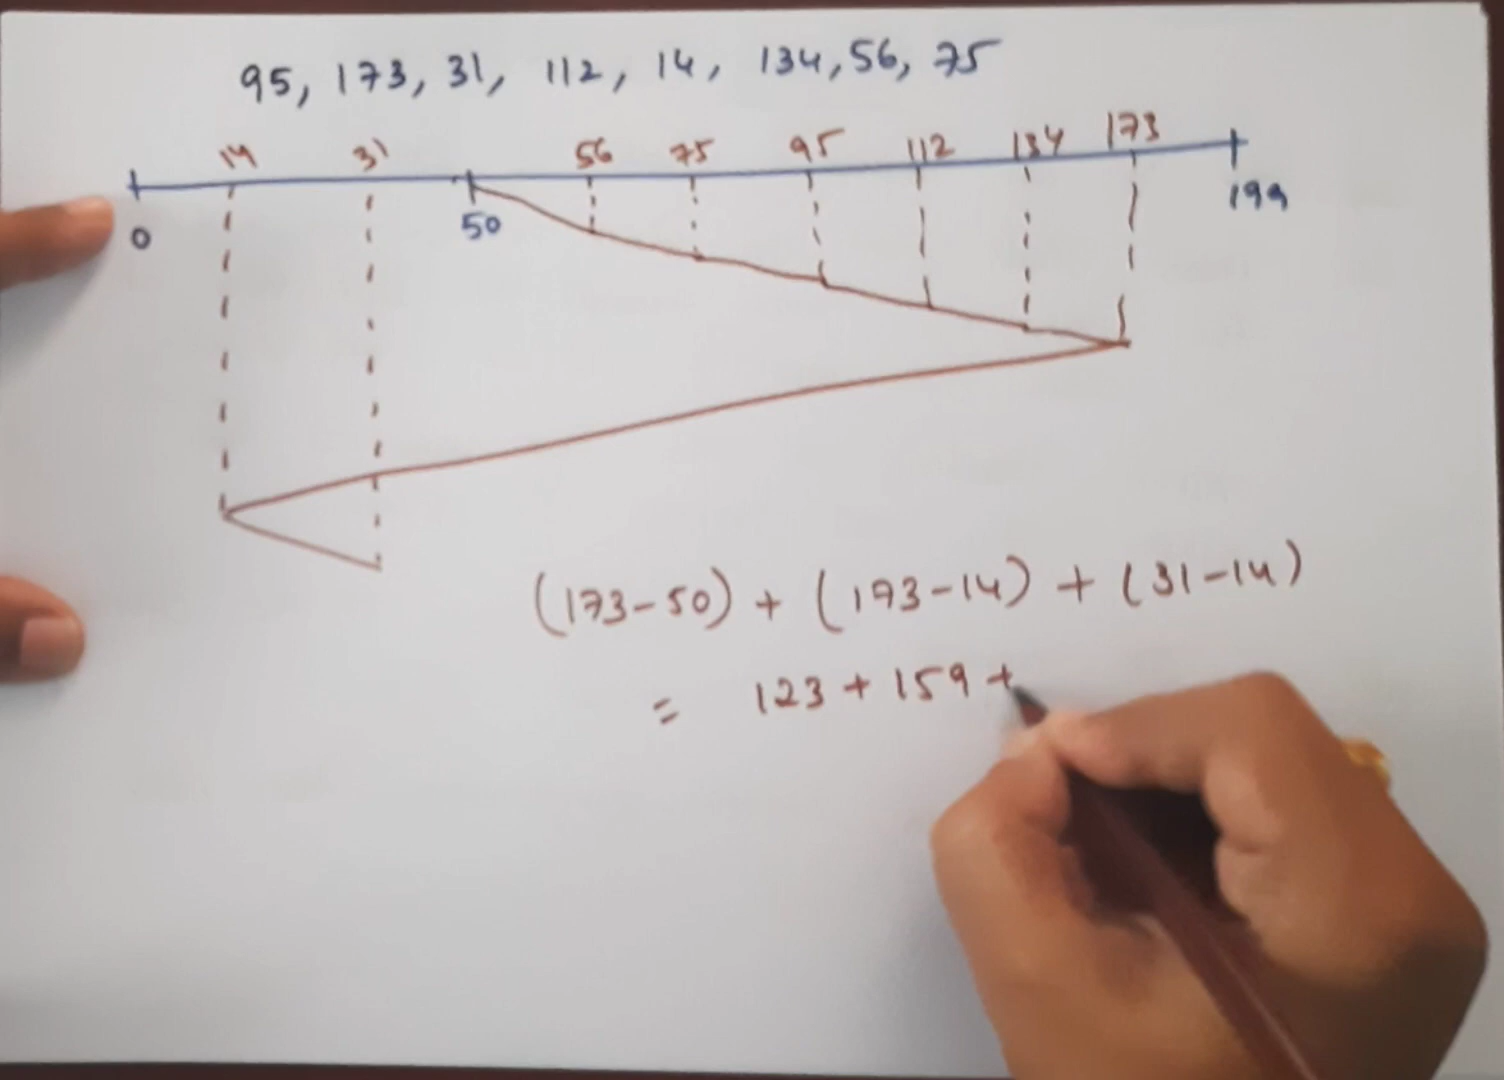 95, 173, 31, 112, 14, 134, 56, 75
14 31 56 75 95 112 134 173
0 50 199
(173-50) + (173-14) + (31-14)
= 123 + 159 +